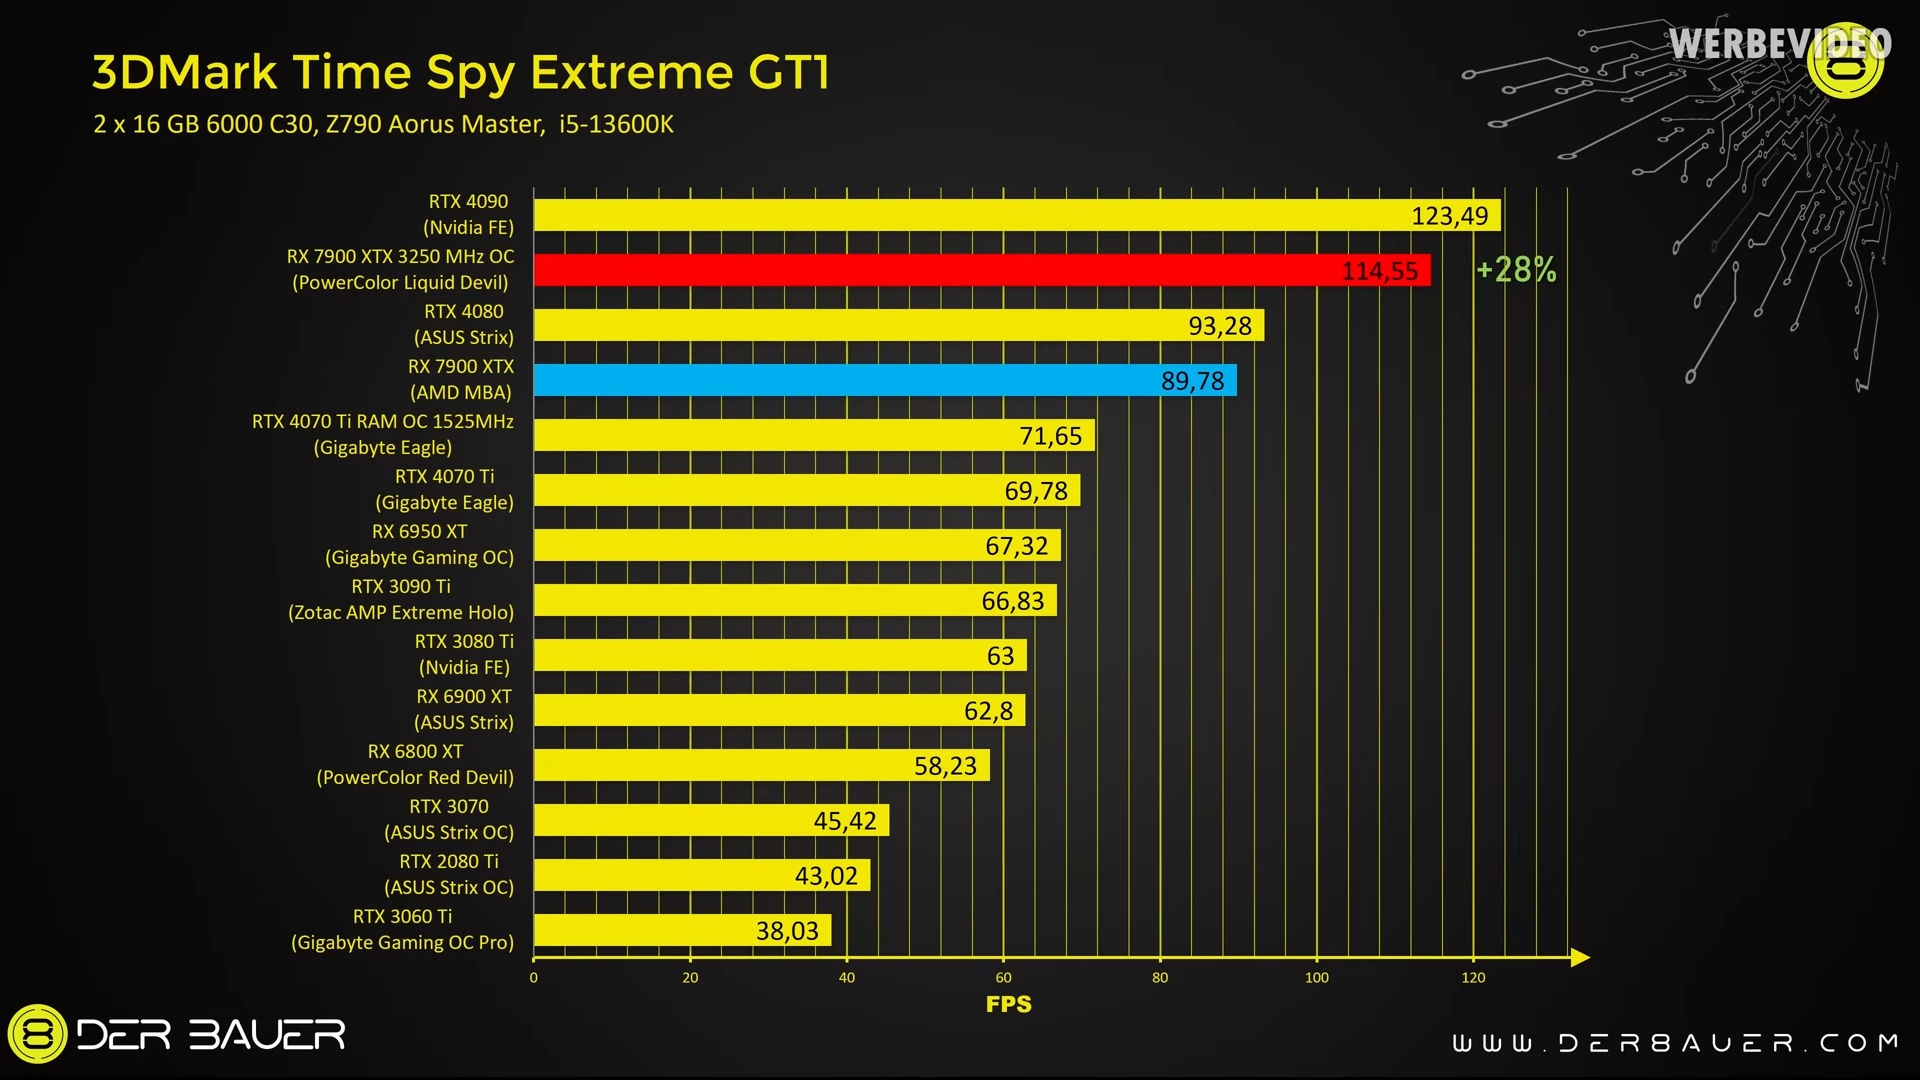 WERBEVIDEO
3DMark Time Spy Extreme GT1
2 x 16 GB 6000 C30, Z790 Aorus Master, i5-13600K
RTX 4090
(Nvidia FE)
123,49
RX 7900 XTX 3250 MHz OC
(PowerColor Liquid Devil)
114,55
+28%
RTX 4080
(ASUS Strix)
93,28
RX 7900 XTX
(AMD MBA)
89,78
RTX 4070 Ti RAM OC 1525MHz
(Gigabyte Eagle)
71,65
RTX 4070 Ti
(Gigabyte Eagle)
69,78
RX 6950 XT
(Gigabyte Gaming OC)
67,32
RTX 3090 Ti
(Zotac AMP Extreme Holo)
66,83
RTX 3080 Ti
(Nvidia FE)
63
RX 6900 XT
(ASUS Strix)
62,8
RX 6800 XT
(PowerColor Red Devil)
58,23
RTX 3070
(ASUS Strix OC)
45,42
RTX 2080 Ti
(ASUS Strix OC)
43,02
RTX 3060 Ti
(Gigabyte Gaming OC Pro)
38,03
0 20 40 60 80 100 120
FPS
8 DER 8AUER
WWW.DER8AUER.COM